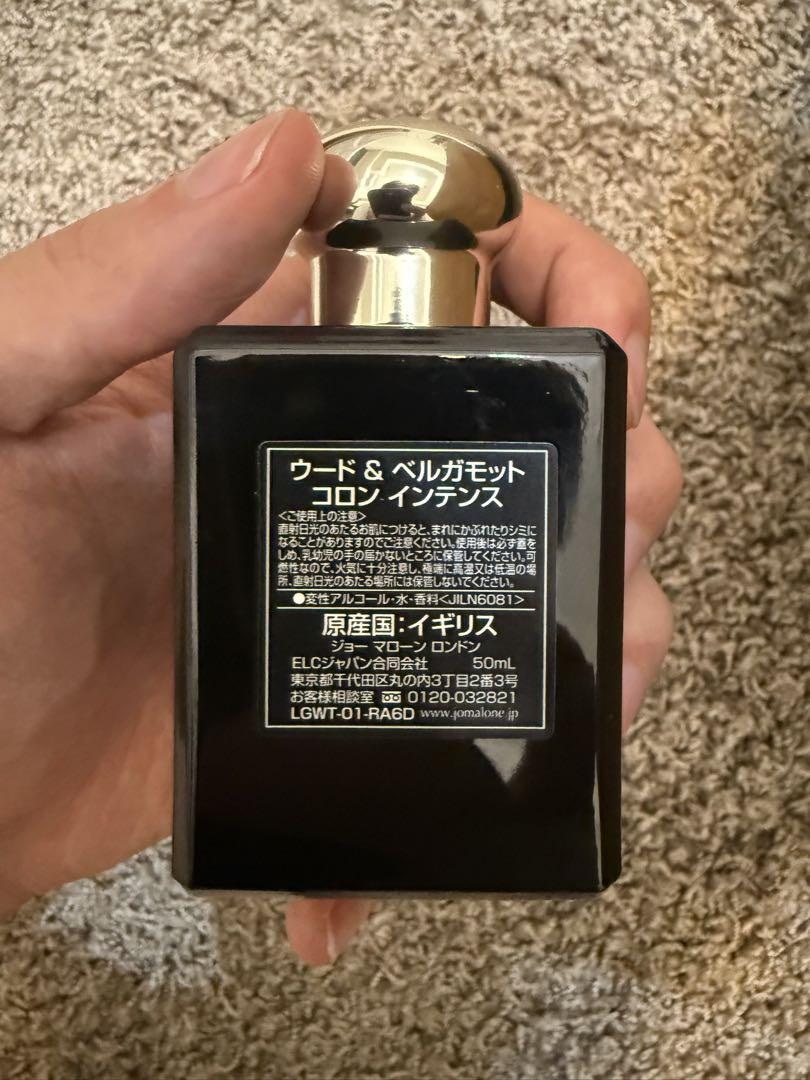 ウード & ベルガモット
コロン インテンス
<ご使用上の注意>
直射日光のあたるお肌につけると、まれにかぶれたりシミに
なることがありますのでご注意ください。使用後は必ず蓋を
しめ、乳幼児の手の届かないところに保管してください。可
燃性なので、火気に十分注意し、極端に高温又は低温の場
所、直射日光のあたる場所には保管しないでください。
●変性アルコール・水・香料<JILN6081>
原産国:イギリス
ジョー マローン ロンドン
ELCジャパン合同会社 50mL
東京都千代田区丸の内3丁目2番3号
お客様相談室 0120-032821
LGWT-01-RA6D www.jomalone.jp